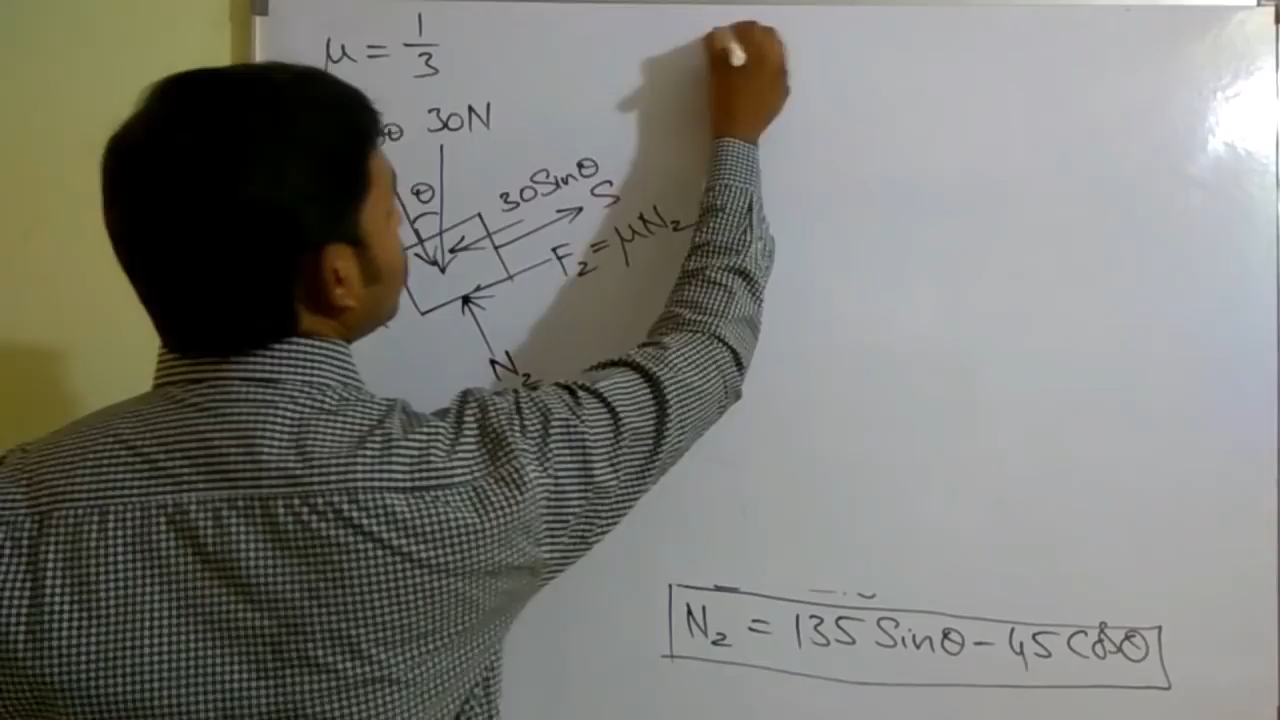 μ = 1/3
θ 30N
θ 30Sinθ
S
F₂ = μN₂
N₂
N₂ = 135 Sinθ - 45 Cosθ